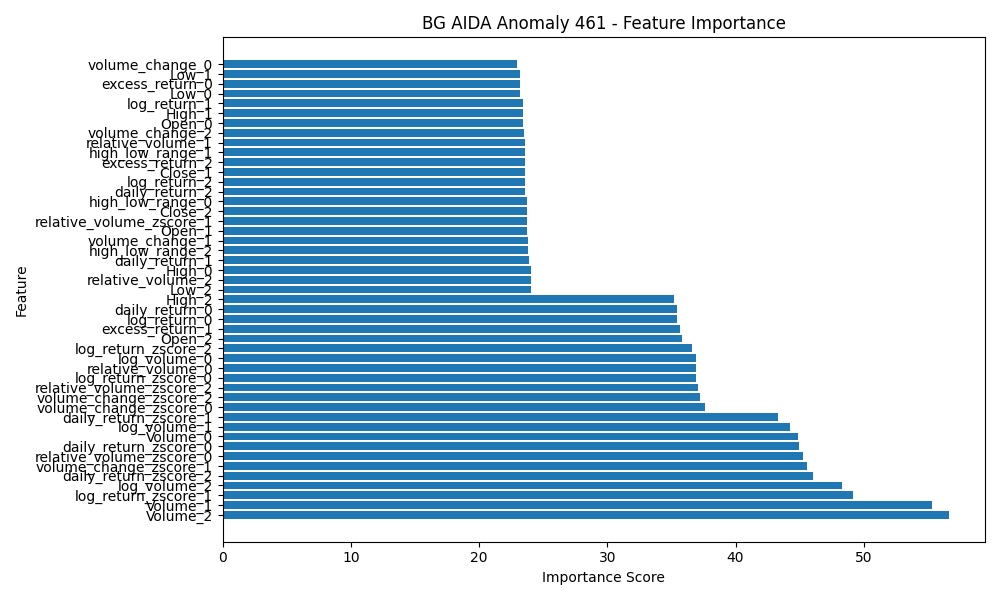 BG AIDA Anomaly 461 - Feature Importance
Feature
volume_change_0
Low_1
excess_return_0
Low_0
log_return_1
High_1
Open_0
volume_change_2
relative_volume_1
high_low_range_1
excess_return_2
Close_1
log_return_2
daily_return_2
high_low_range_0
Close_2
relative_volume_zscore_1
Open_1
volume_change_1
high_low_range_2
daily_return_1
High_0
relative_volume_2
Low_2
High_2
daily_return_0
log_return_0
excess_return_1
Open_2
log_return_zscore_2
log_volume_0
relative_volume_0
log_return_zscore_0
relative_volume_zscore_2
volume_change_zscore_2
volume_change_zscore_0
daily_return_zscore_1
log_volume_1
Volume_0
daily_return_zscore_0
relative_volume_zscore_0
volume_change_zscore_1
daily_return_zscore_2
log_volume_2
log_return_zscore_1
Volume_1
Volume_2
0 10 20 30 40 50
Importance Score